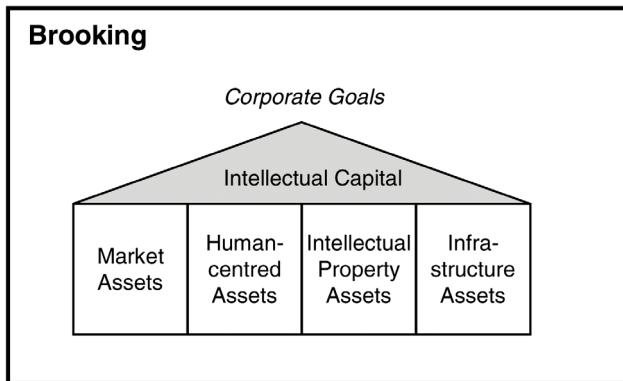 Brooking
Corporate Goals
Intellectual Capital
Market
Assets
Human-
centred
Assets
Intellectual
Property
Assets
Infra-
structure
Assets